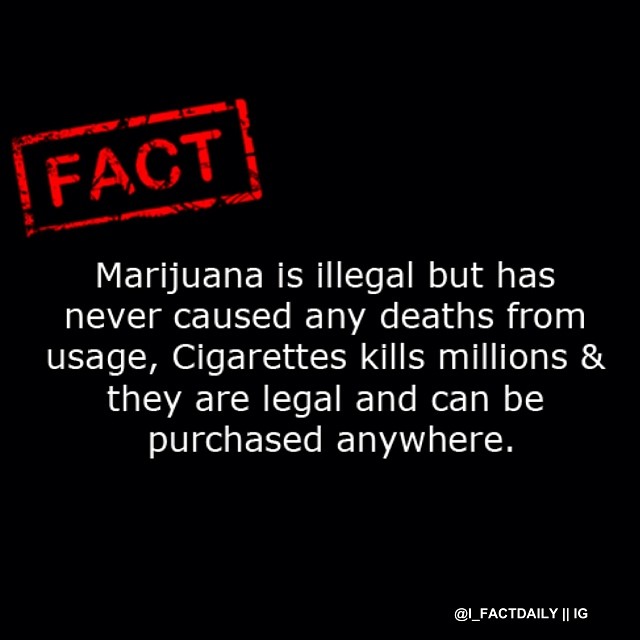 FACT
Marijuana is illegal but has
never caused any deaths from
usage, Cigarettes kills millions &
they are legal and can be
purchased anywhere.
@I_FACTDAILY || IG